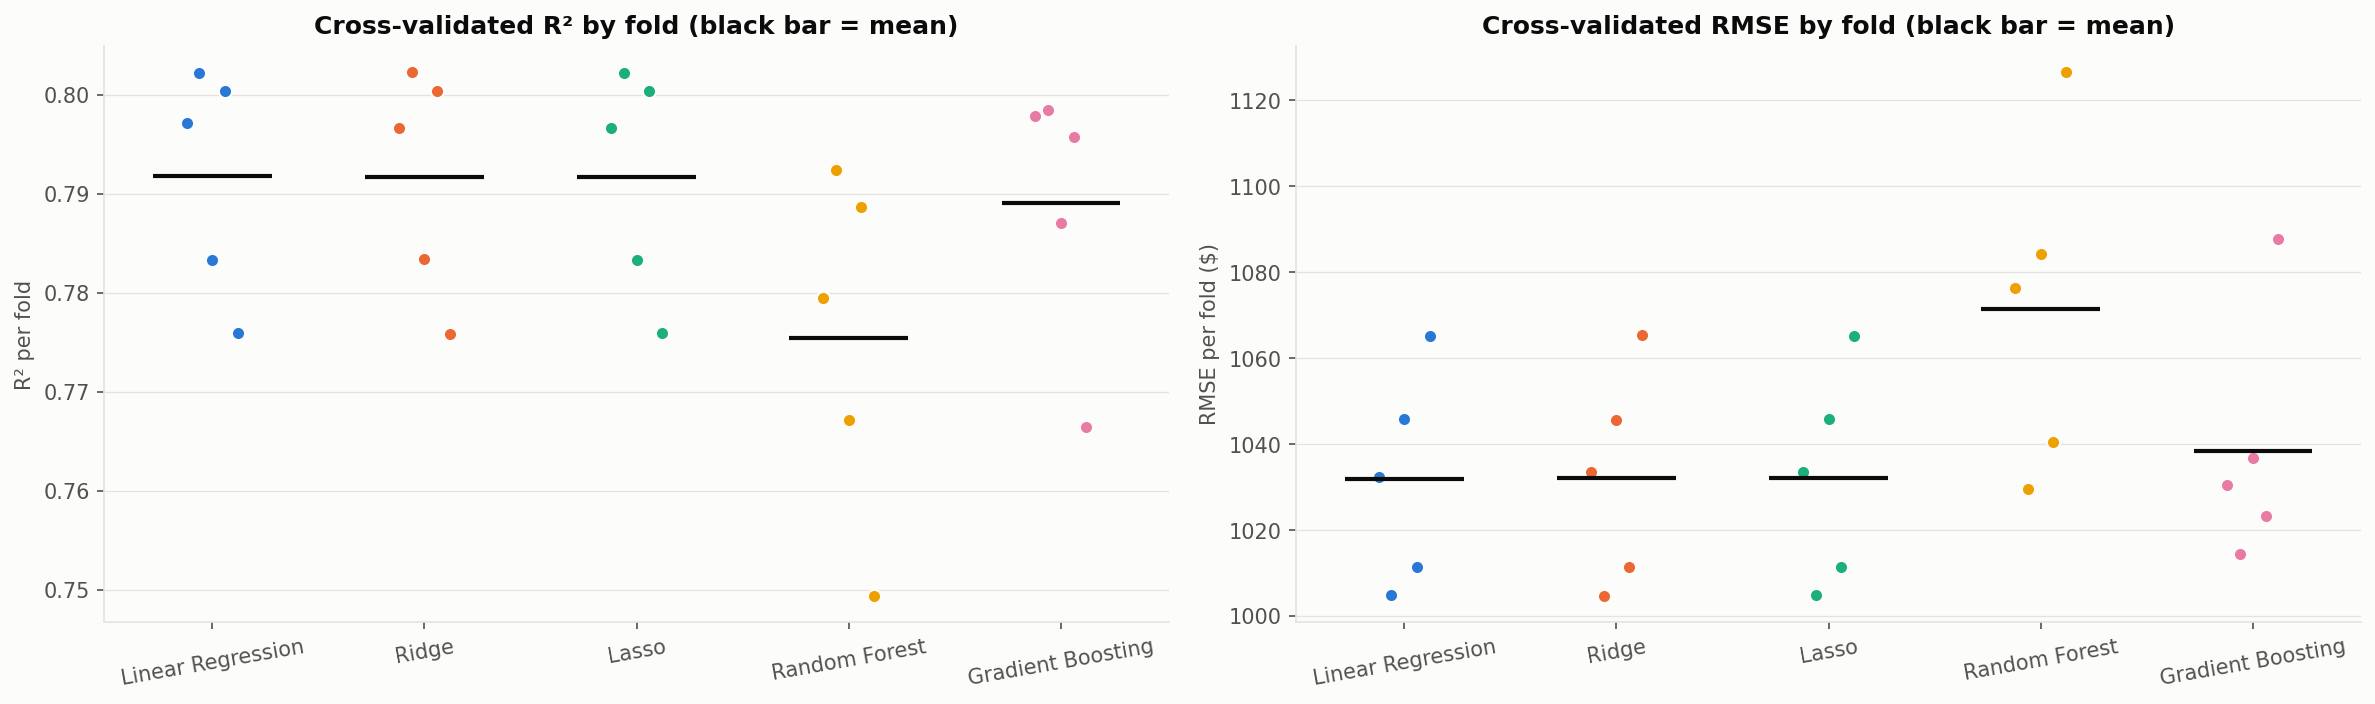 Cross-validated R² by fold (black bar = mean)
R² per fold
0.80
0.79
0.78
0.77
0.76
0.75
Linear Regression
Ridge
Lasso
Random Forest
Gradient Boosting
Cross-validated RMSE by fold (black bar = mean)
RMSE per fold ($)
1120
1100
1080
1060
1040
1020
1000
Linear Regression
Ridge
Lasso
Random Forest
Gradient Boosting